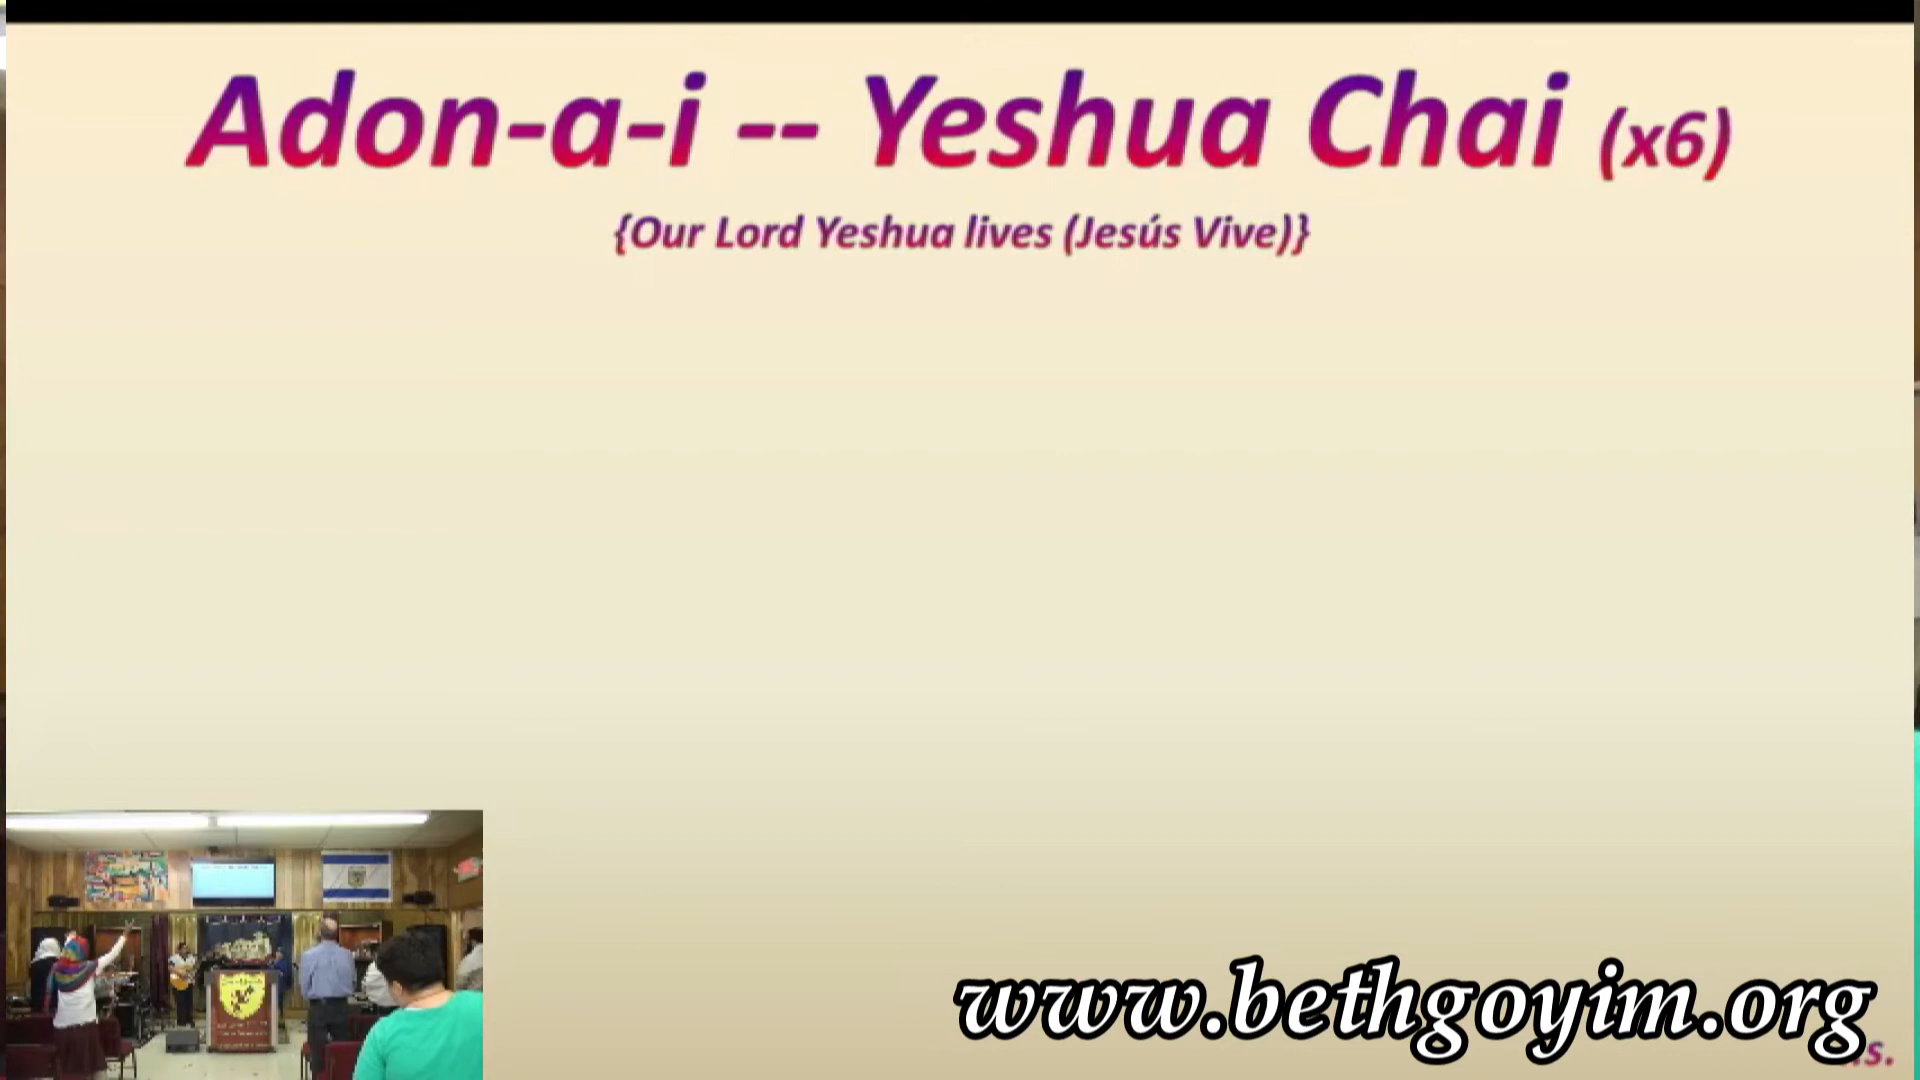 Adon-a-i -- Yeshua Chai (x6)
{Our Lord Yeshua lives (Jesús Vive)}
www.bethgoyim.org